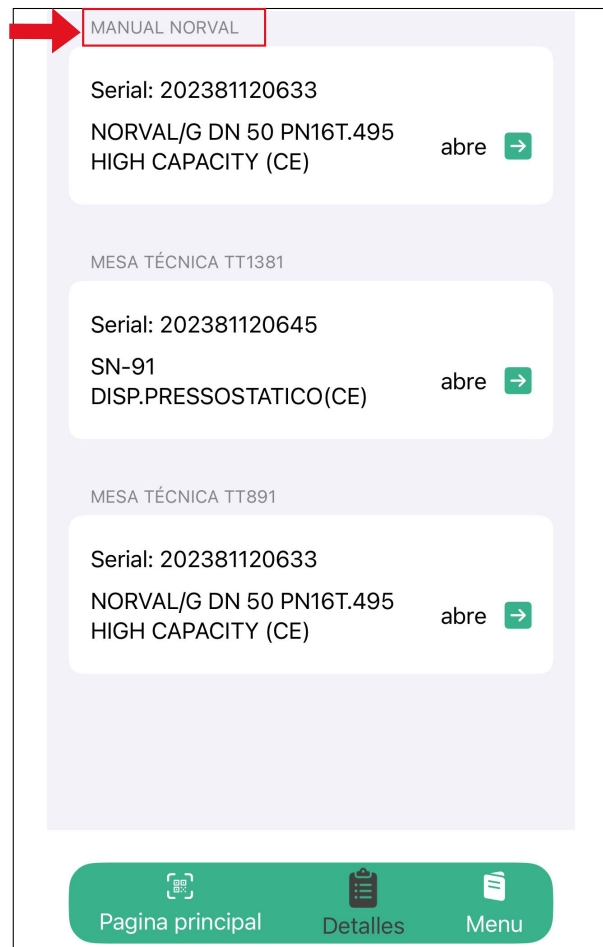 MANUAL NORVAL
Serial: 202381120633
NORVAL/G DN 50 PN16T.495
HIGH CAPACITY (CE)
abre
MESA TÉCNICA TT1381
Serial: 202381120645
SN-91
DISP.PRESSOSTATICO(CE)
abre
MESA TÉCNICA TT891
Serial: 202381120633
NORVAL/G DN 50 PN16T.495
HIGH CAPACITY (CE)
abre
Pagina principal
Detalles
Menu